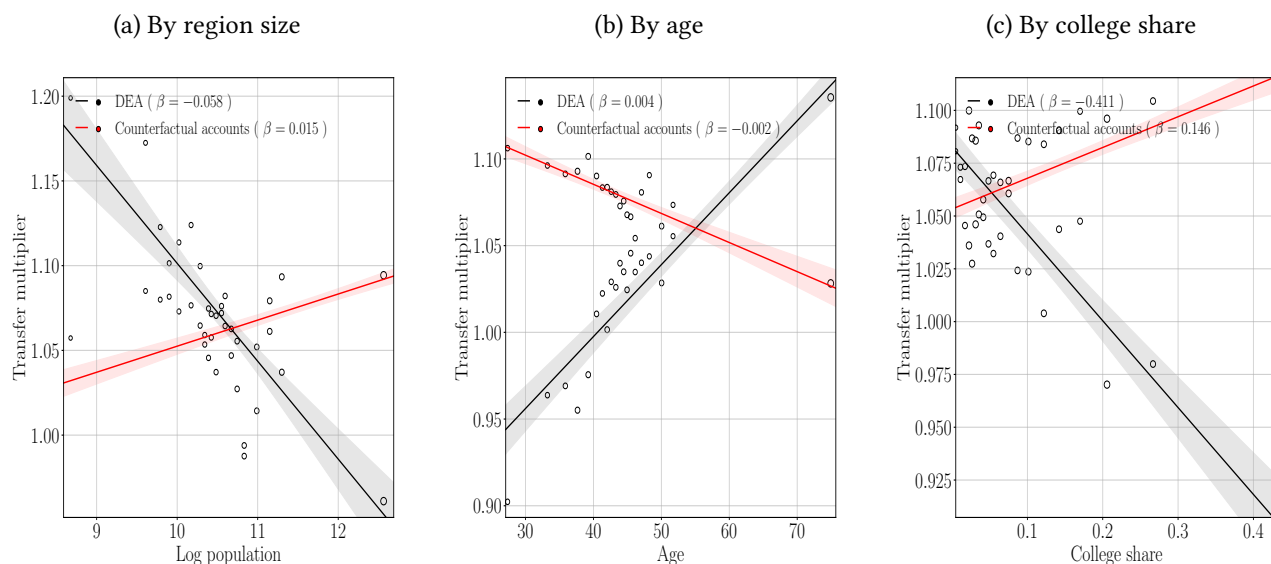 (a) By region size
DEA ( β = −0.058 )
Counterfactual accounts ( β = 0.015 )
1.20
1.15
1.10
1.05
1.00
Transfer multiplier
9 10 11 12
Log population
(b) By age
DEA ( β = 0.004 )
Counterfactual accounts ( β = −0.002 )
1.10
1.05
1.00
0.95
0.90
Transfer multiplier
30 40 50 60 70
Age
(c) By college share
DEA ( β = −0.411 )
Counterfactual accounts ( β = 0.146 )
1.100
1.075
1.050
1.025
1.000
0.975
0.950
0.925
Transfer multiplier
0.1 0.2 0.3 0.4
College share